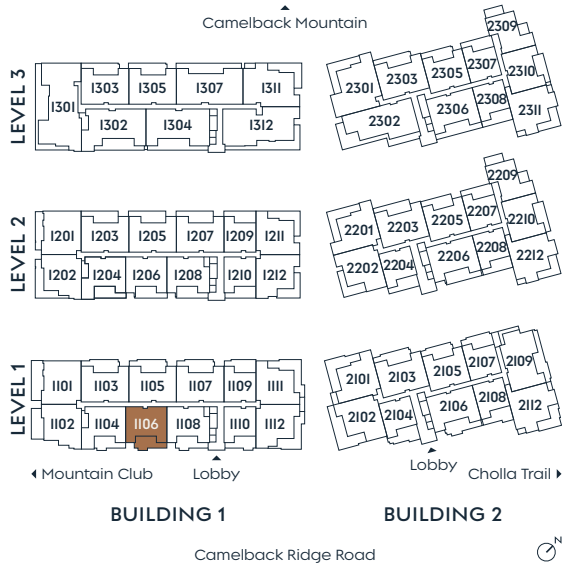 Camelback Mountain
LEVEL 3
1301 1303 1305 1307 1311
1302 1304 1312
2301 2303 2305 2307 2309
2310
2302 2306 2308 2311
LEVEL 2
1201 1203 1205 1207 1209 1211
1202 1204 1206 1208 1210 1212
2201 2203 2205 2207 2209
2210
2202 2204 2206 2208 2212
LEVEL 1
1101 1103 1105 1107 1109 1111
1102 1104 1106 1108 1110 1112
2101 2103 2105 2107 2109
2102 2104 2106 2108 2112
Mountain Club Lobby
Lobby Cholla Trail
BUILDING 1 BUILDING 2
Camelback Ridge Road
N